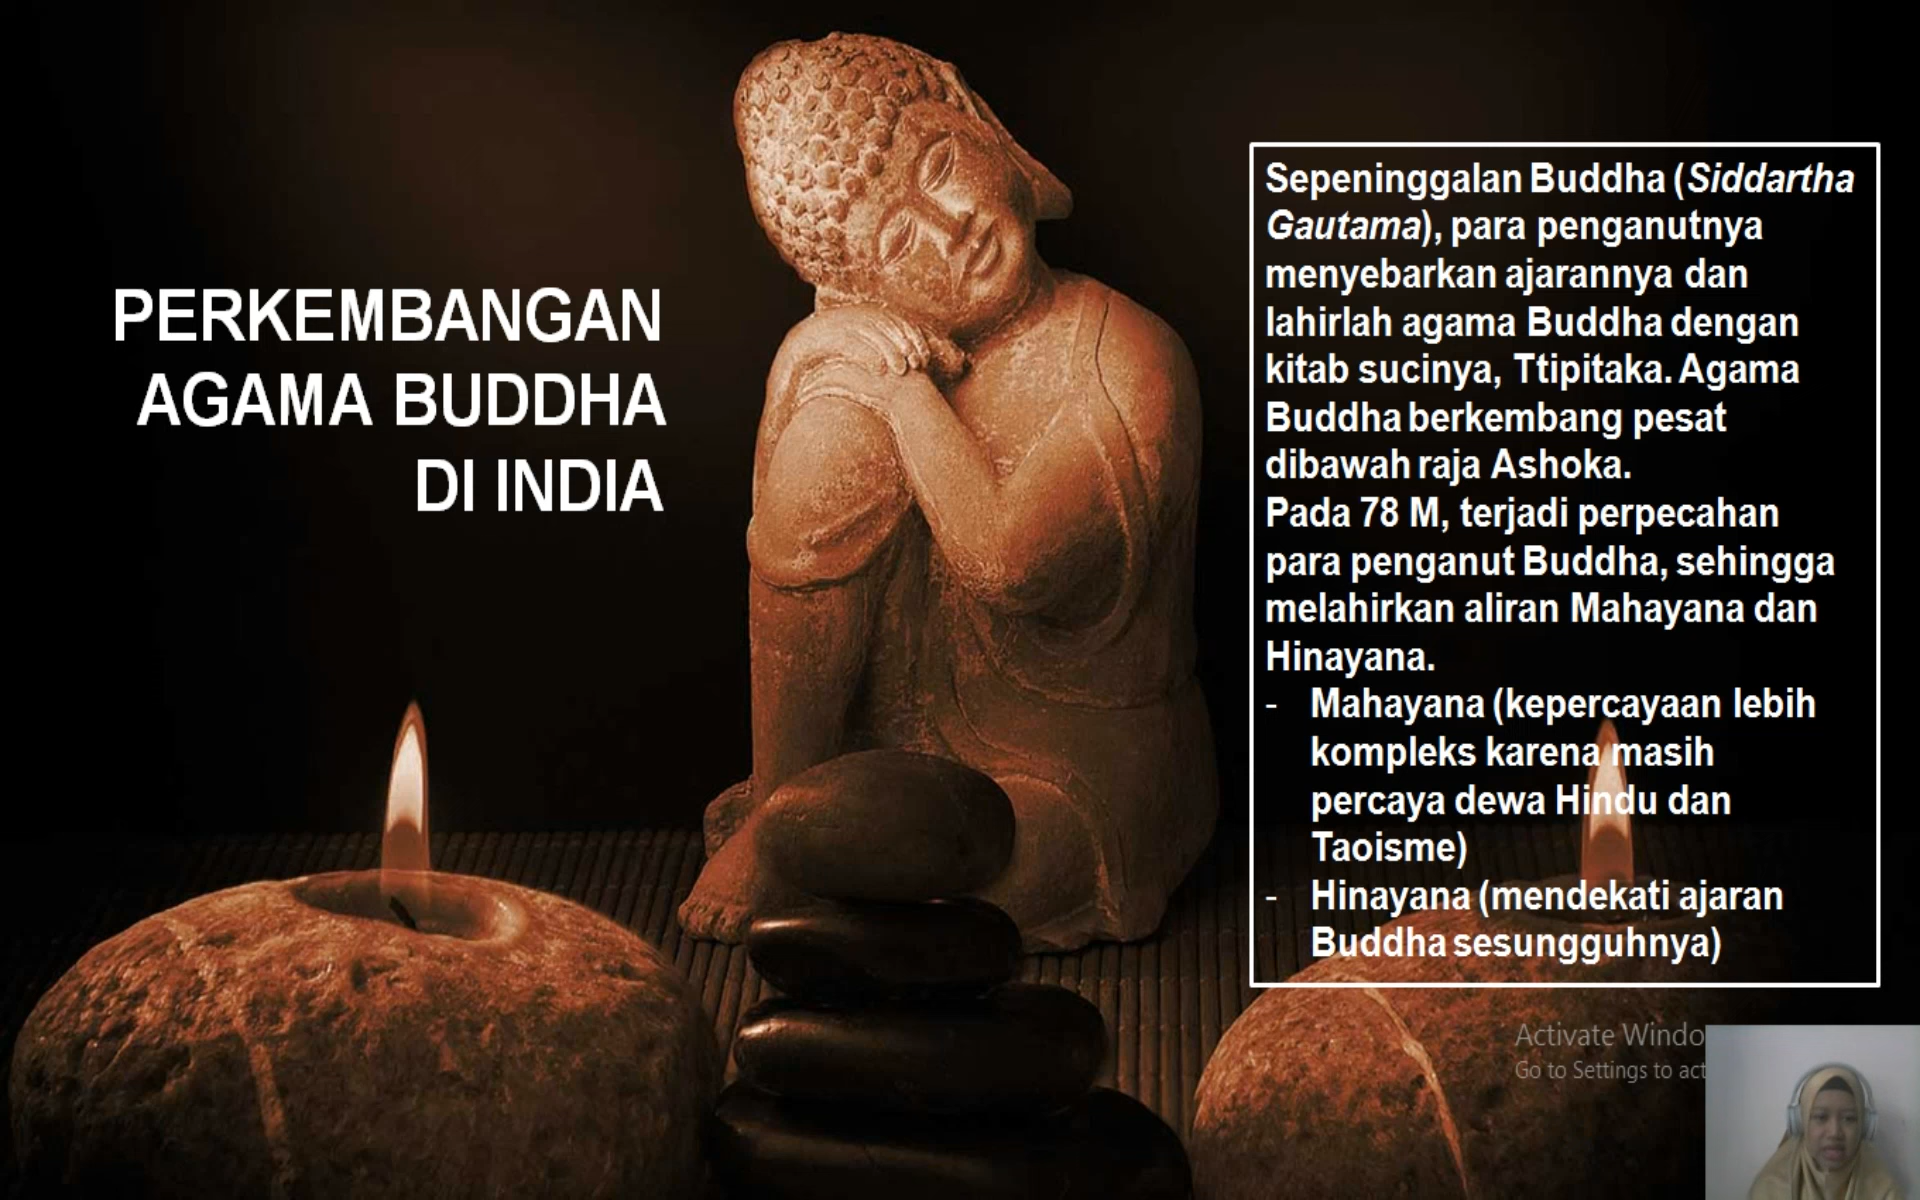 PERKEMBANGAN
AGAMA BUDDHA
DI INDIA
Sepeninggalan Buddha (Siddartha
Gautama), para penganutnya
menyebarkan ajarannya dan
lahirlah agama Buddha dengan
kitab sucinya, Ttipitaka. Agama
Buddha berkembang pesat
dibawah raja Ashoka.
Pada 78 M, terjadi perpecahan
para penganut Buddha, sehingga
melahirkan aliran Mahayana dan
Hinayana.
- Mahayana (kepercayaan lebih
kompleks karena masih
percaya dewa Hindu dan
Taoisme)
- Hinayana (mendekati ajaran
Buddha sesungguhnya)
Activate Windo
Go to Settings to act